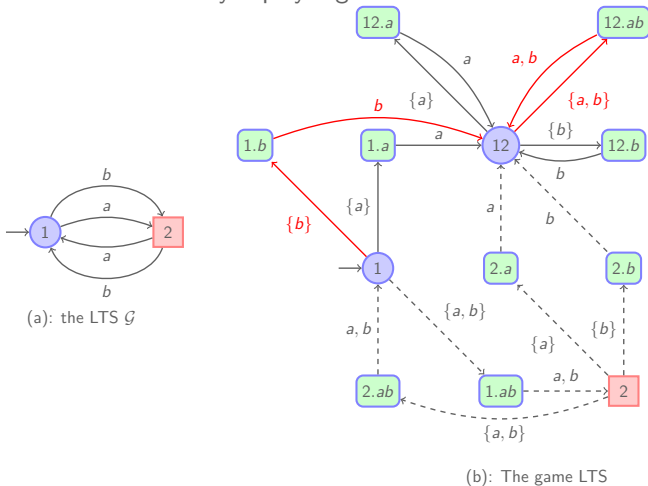 12.a
12.ab
a
a, b
{a}
{a, b}
b
1.b
1.a
a
12
{b}
12.b
b
{b}
{a}
a
b
b
a
1
2
a
b
1
2.a
2.b
(a): the LTS G
a, b
{a, b}
{a}
{b}
2.ab
1.ab
a, b
2
{a, b}
(b): The game LTS